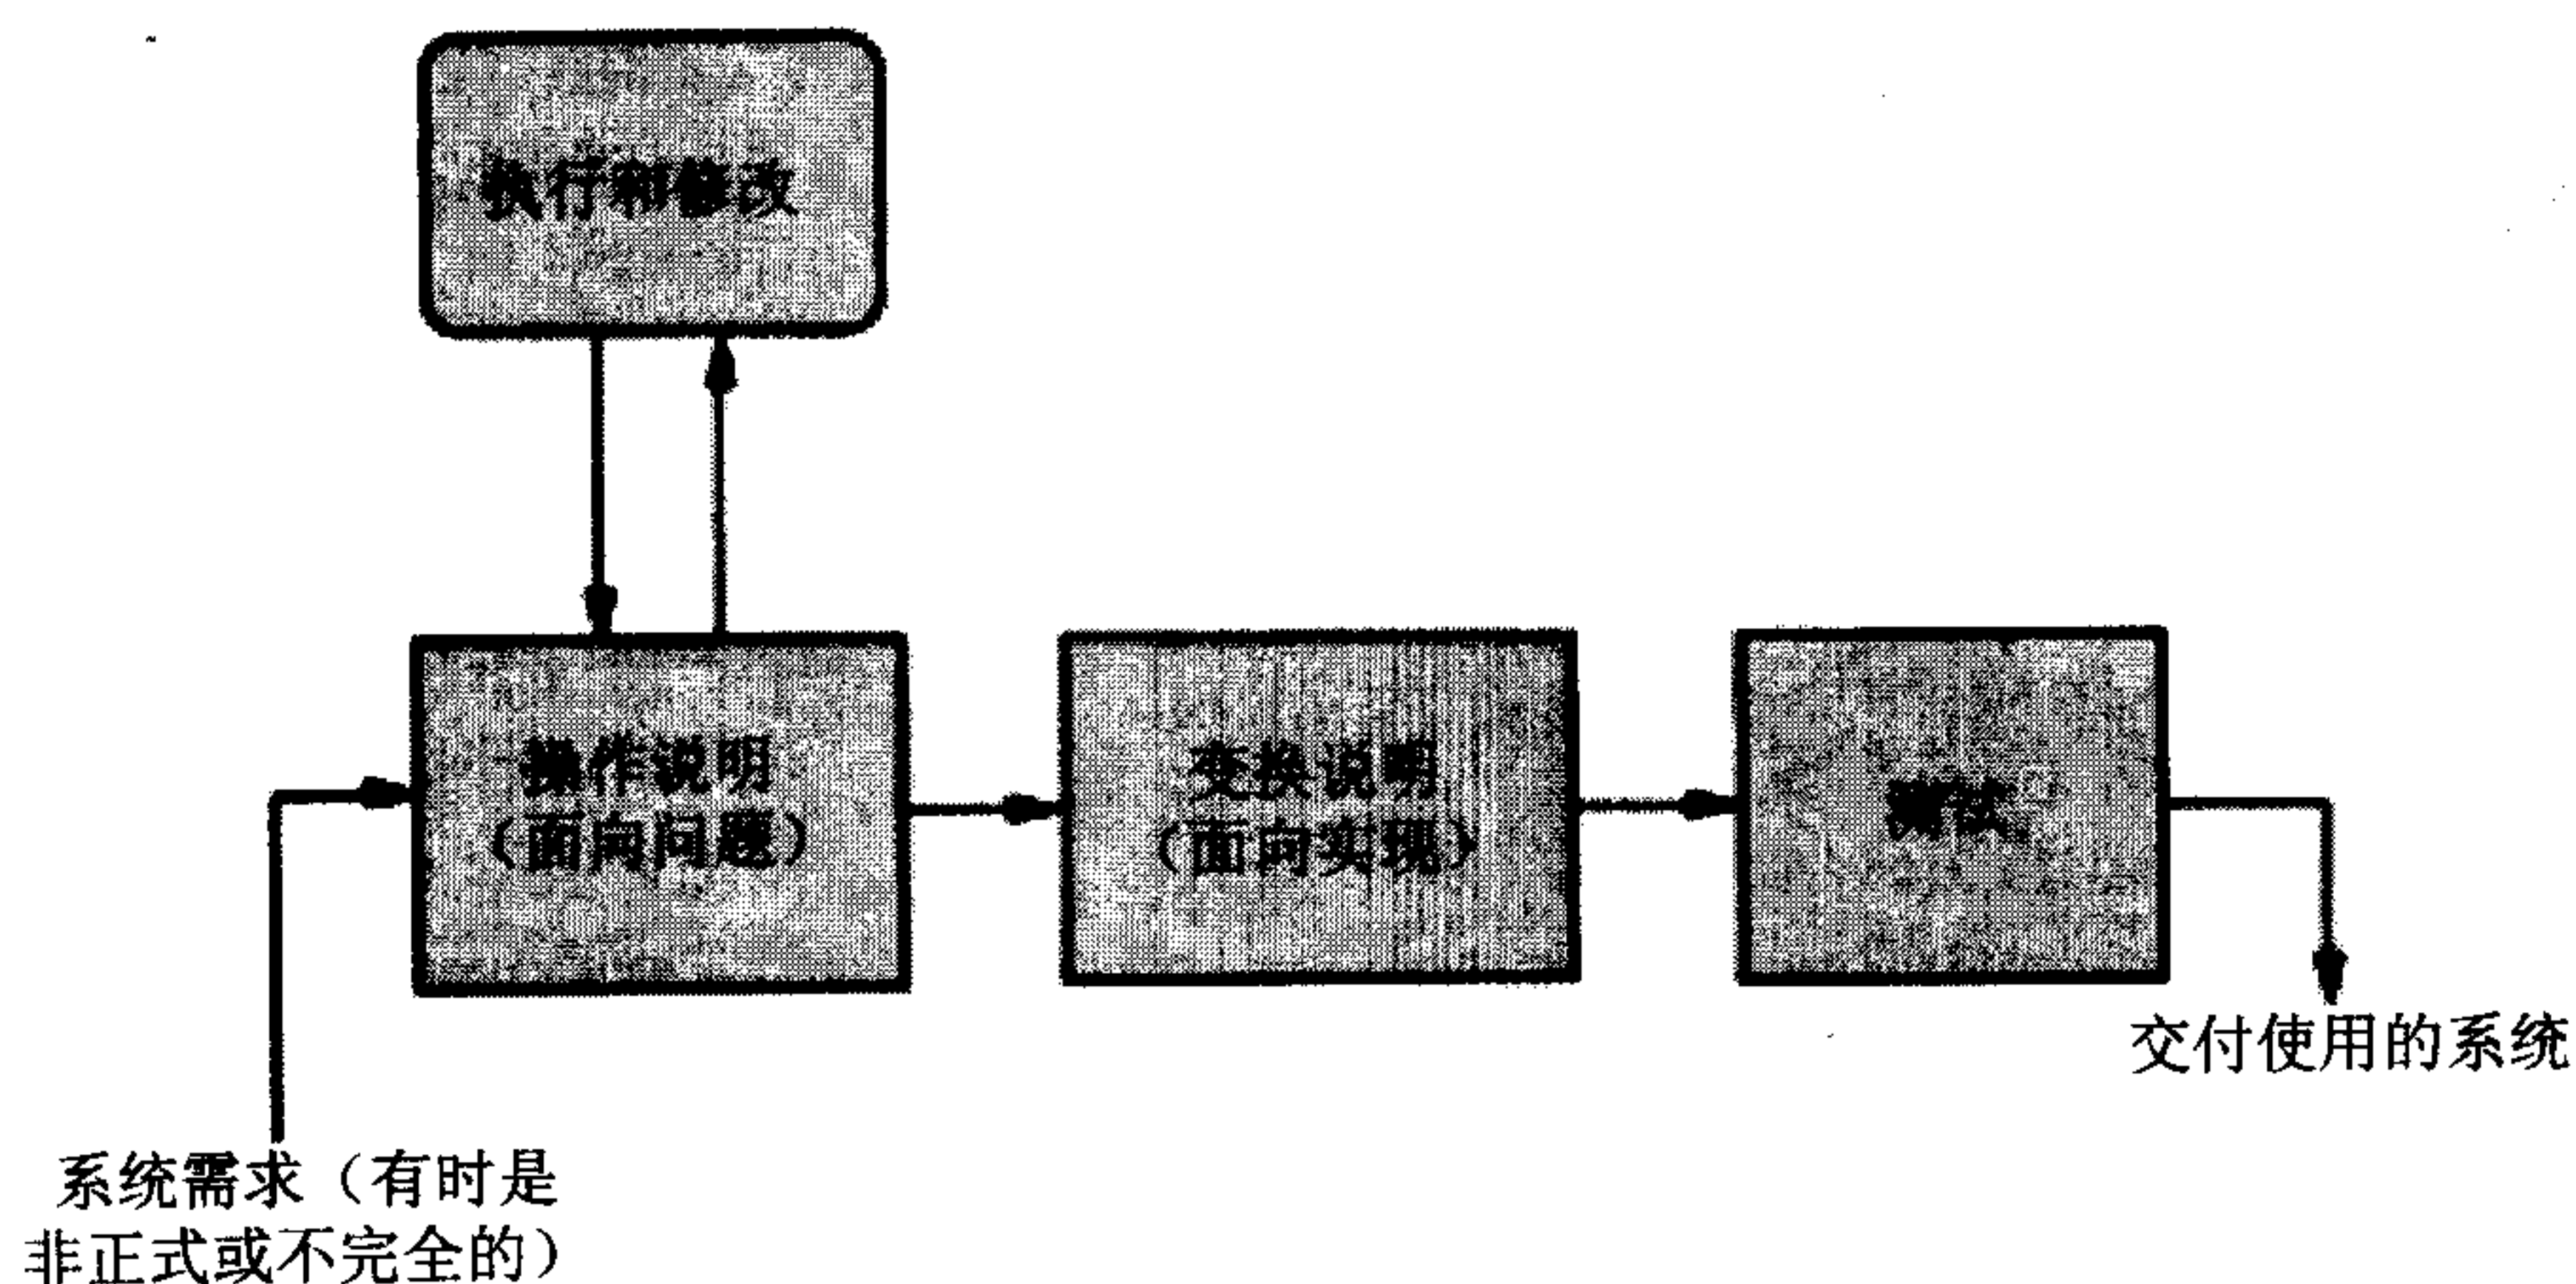 执行和修改
操作说明
（面向问题）
变换说明
（面向实现）
测试
交付使用的系统
系统需求（有时是
非正式或不完全的）